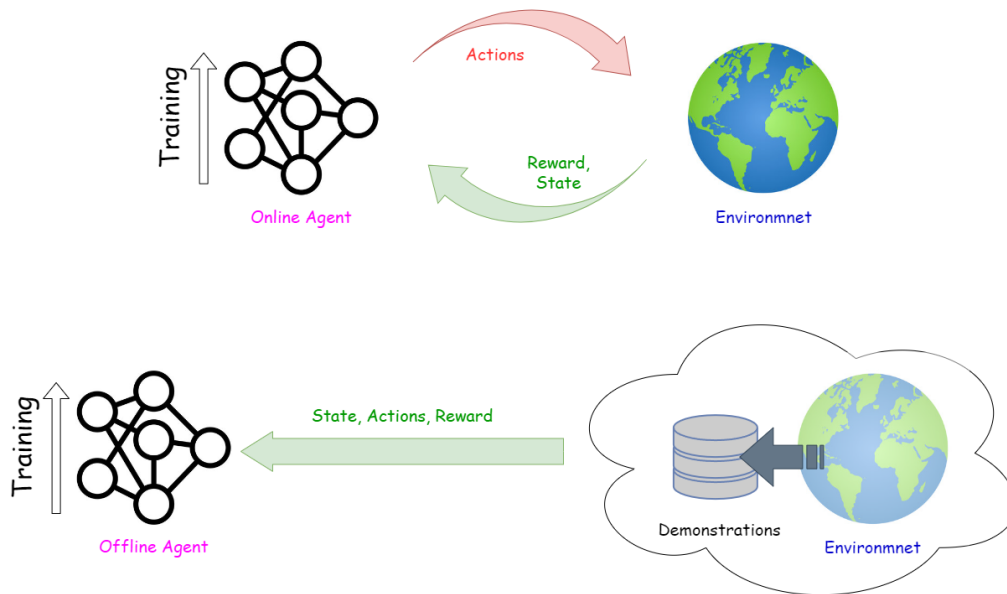 Training
Actions
Reward,
State
Online Agent
Environmnet
Training
State, Actions, Reward
Demonstrations
Offline Agent
Environmnet